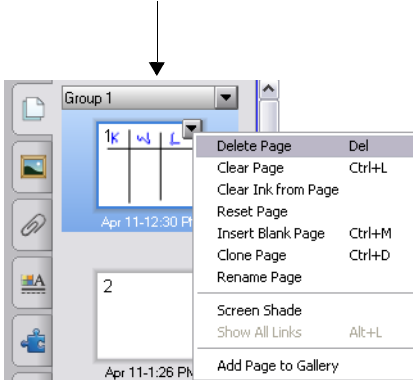 Group 1
1 K W L
Apr 11-12:30 P
Delete Page Del
Clear Page Ctrl+L
Clear Ink from Page
Reset Page
Insert Blank Page Ctrl+M
Clone Page Ctrl+D
Rename Page
Screen Shade
Show All Links Alt+L
Add Page to Gallery
2
Apr 11-1:26 PM
A